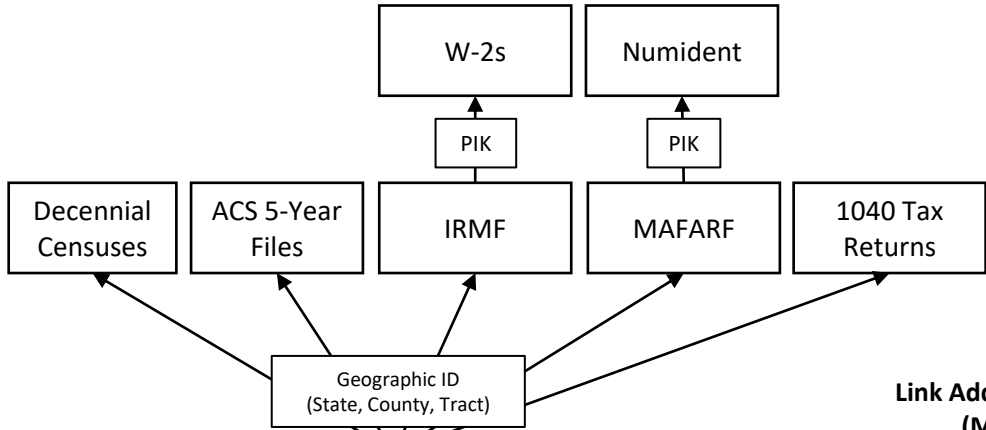 W-2s
Numident
PIK
PIK
Decennial
Censuses
ACS 5-Year
Files
IRMF
MAFARF
1040 Tax
Returns
Geographic ID
(State, County, Tract)
Link Add
(M